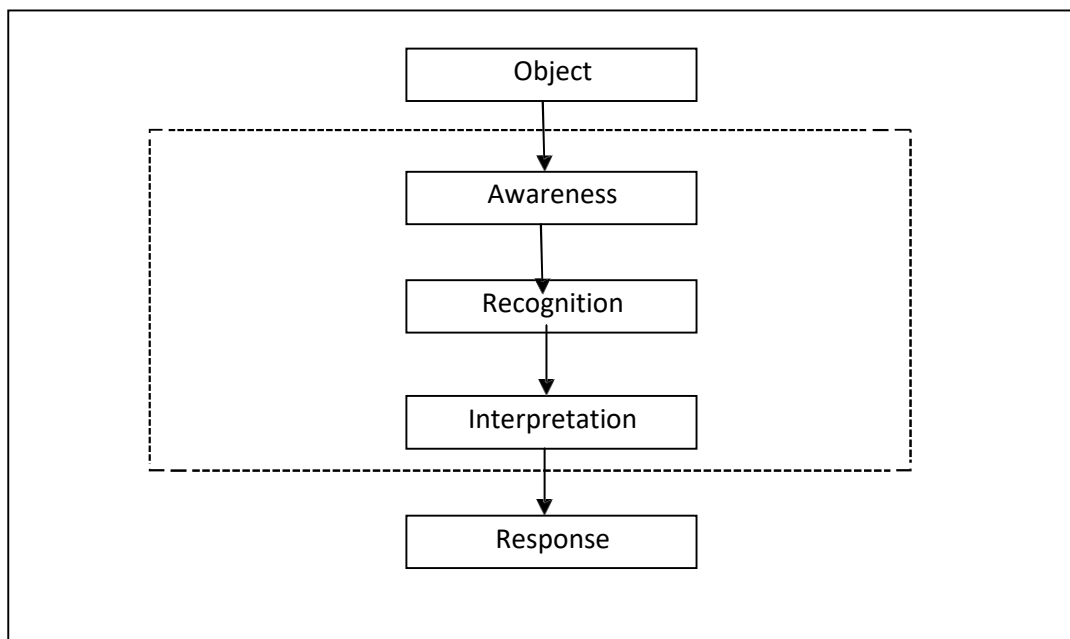 Object
Awareness
Recognition
Interpretation
Response